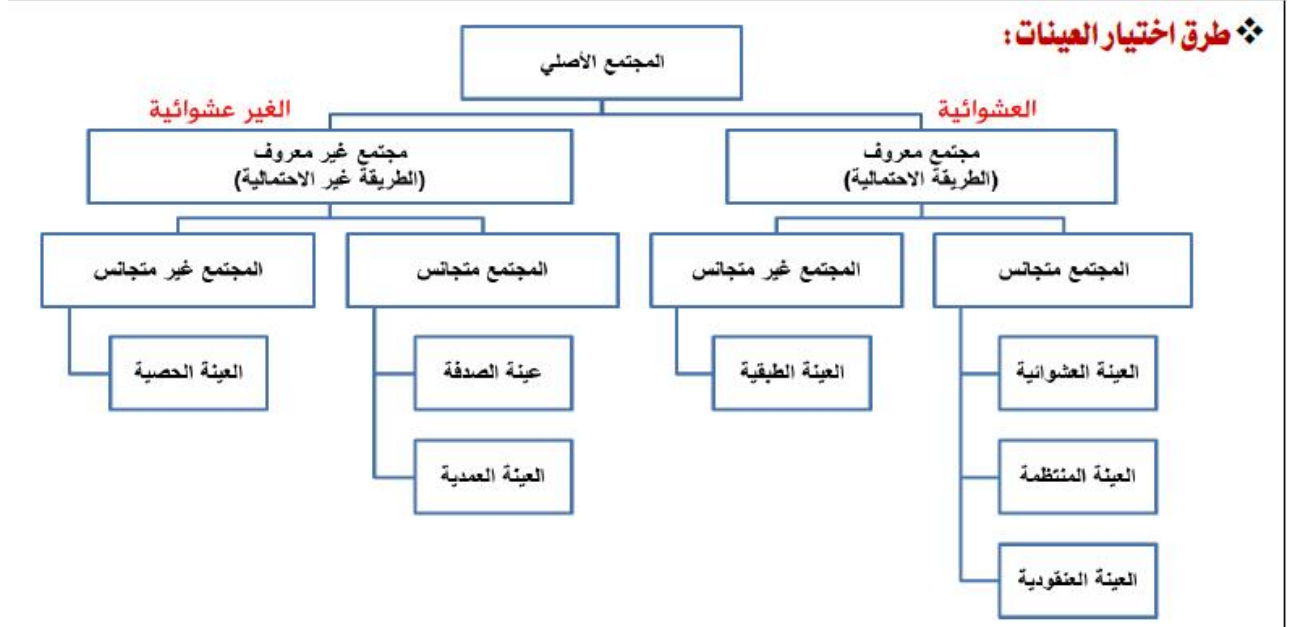 ❖ طرق اختيار العينات:
المجتمع الأصلي
العشوائية
الغير عشوائية
مجتمع معروف
(الطريقة الاحتمالية)
مجتمع غير معروف
(الطريقة غير الاحتمالية)
المجتمع متجانس
المجتمع غير متجانس
المجتمع متجانس
المجتمع غير متجانس
العينة العشوائية
العينة الطبقية
عينة الصدفة
العينة الحصية
العينة المنتظمة
العينة العمدية
العينة العنقودية